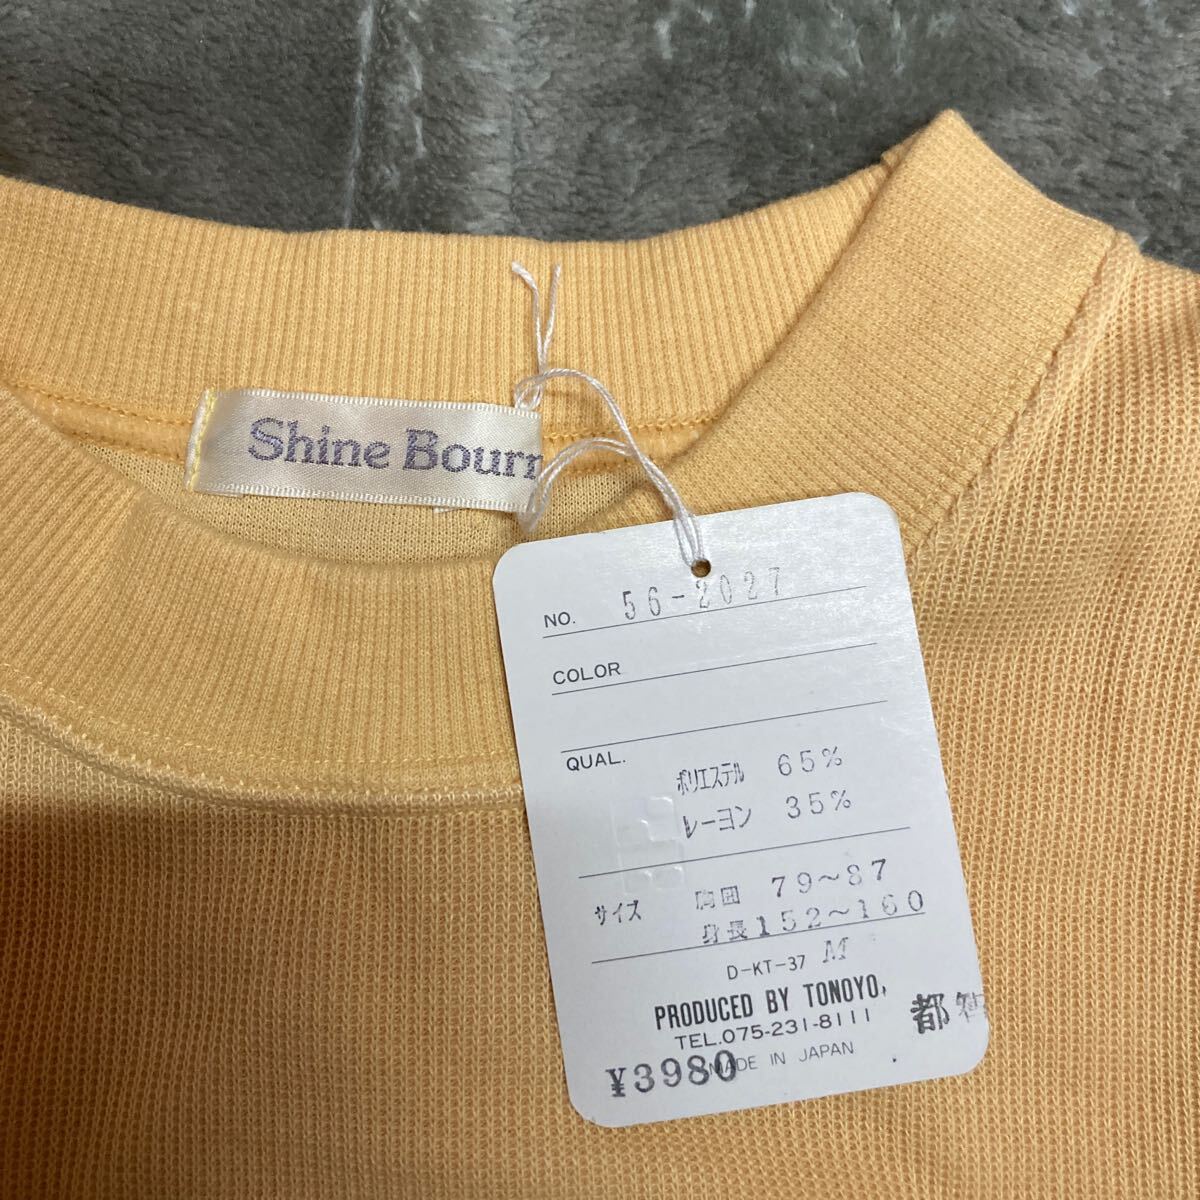 Shine Bourn
NO. 56-2027
COLOR
QUAL.
ポリエステル 65%
レーヨン 35%
サイズ
胸囲 79~87
身長152~160
D-KT-37 M
PRODUCED BY TONOYO,
TEL.075-231-8111
都
¥3980
MADE IN JAPAN